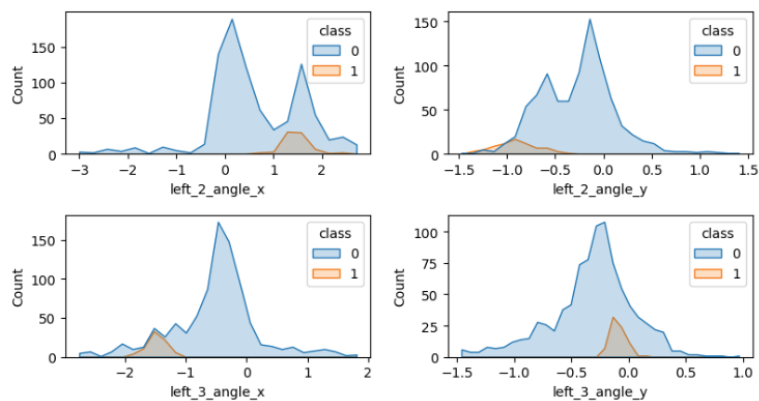 class
0
1
150
100
50
0
Count
−3 −2 −1 0 1 2
left_2_angle_x
class
0
1
150
100
50
0
Count
−1.5 −1.0 −0.5 0.0 0.5 1.0 1.5
left_2_angle_y
class
0
1
150
100
50
0
Count
−2 −1 0 1 2
left_3_angle_x
class
0
1
100
75
50
25
0
Count
−1.5 −1.0 −0.5 0.0 0.5 1.0
left_3_angle_y